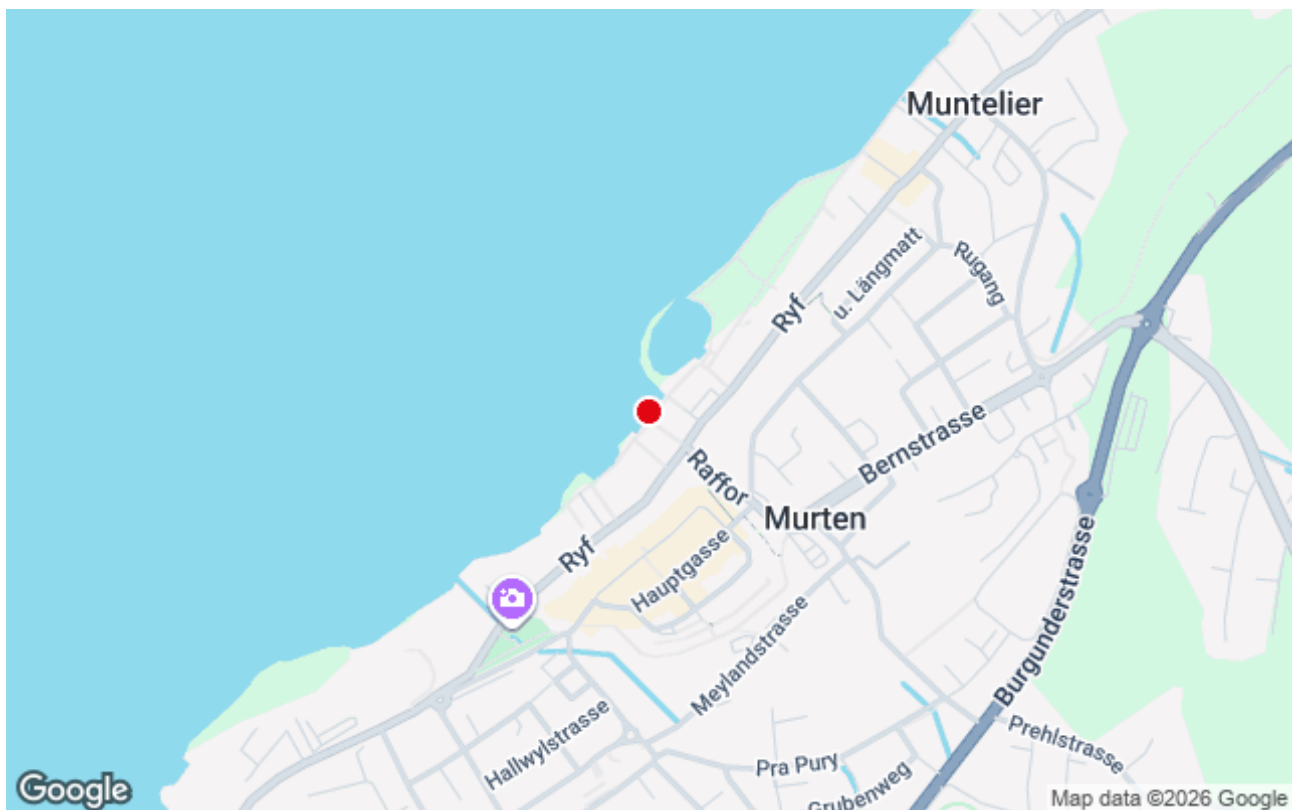 Muntelier
Rugang
u. Längmatt
Ryf
Bernstrasse
Raffor
Murten
Ryf
Hauptgasse
Burgunderstrasse
Meylandstrasse
Hallwylstrasse
Prehlstrasse
Pra Pury
Grubenweg
Google
Map data ©2026 Google